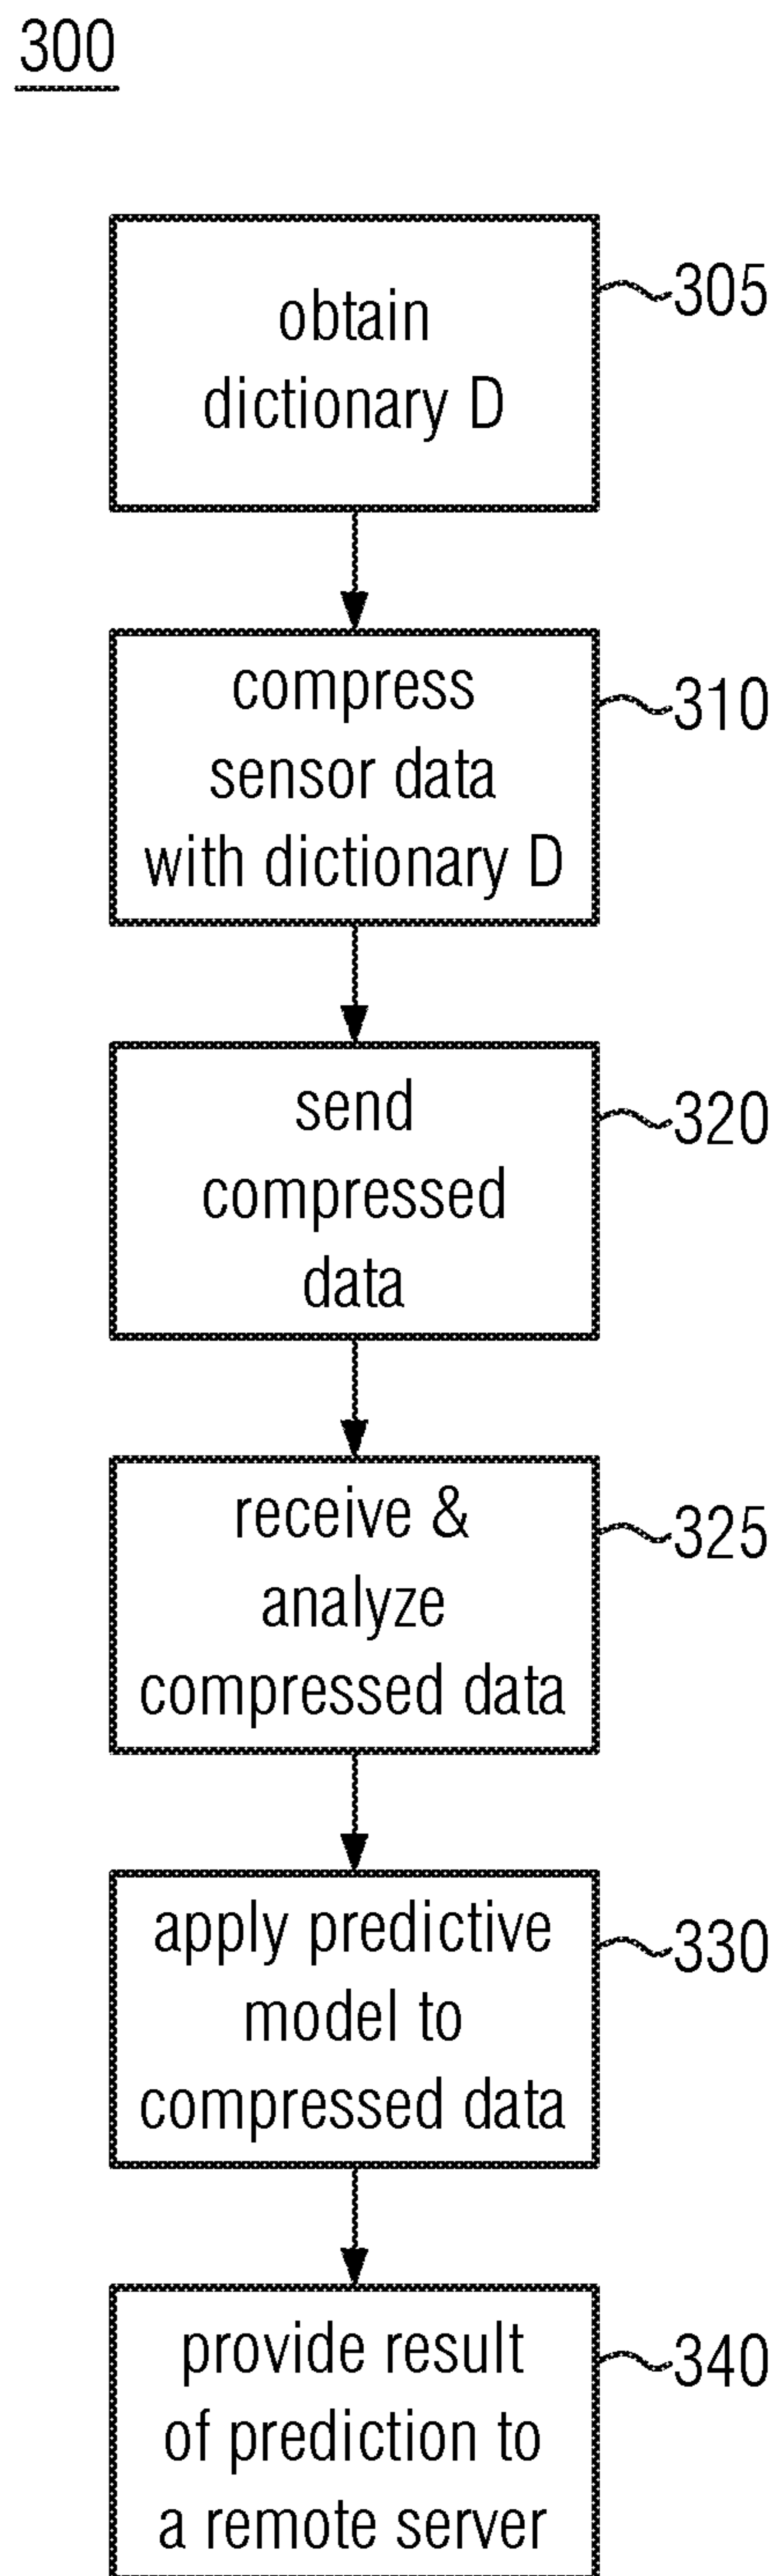 300
obtain
dictionary D
305
compress
sensor data
with dictionary D
310
send
compressed
data
320
receive &
analyze
compressed data
325
apply predictive
model to
compressed data
330
provide result
of prediction to
a remote server
340